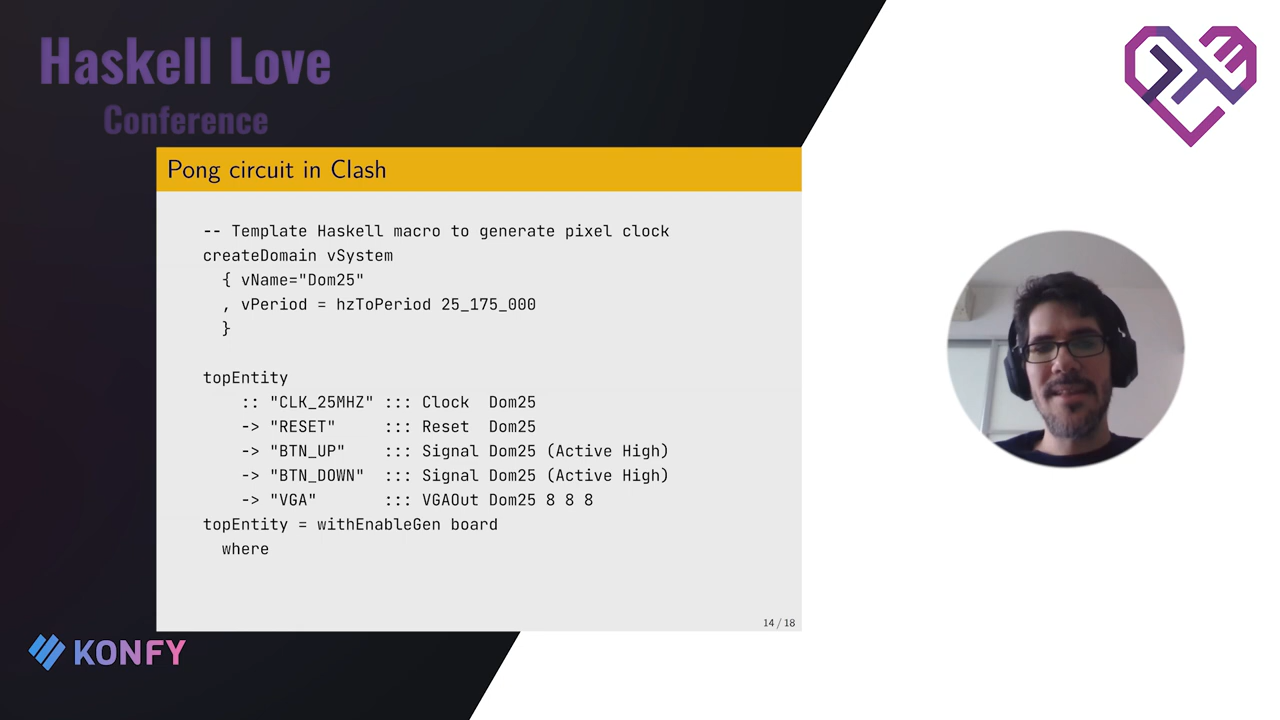 Haskell Love
Conference
Pong circuit in Clash
-- Template Haskell macro to generate pixel clock
createDomain vSystem
  { vName="Dom25"
  , vPeriod = hzToPeriod 25_175_000
  }
topEntity
    :: "CLK_25MHZ" ::: Clock  Dom25
    -> "RESET"     ::: Reset  Dom25
    -> "BTN_UP"    ::: Signal Dom25 (Active High)
    -> "BTN_DOWN"  ::: Signal Dom25 (Active High)
    -> "VGA"       ::: VGAOut Dom25 8 8 8
topEntity = withEnableGen board
  where
14 / 18
KONFY